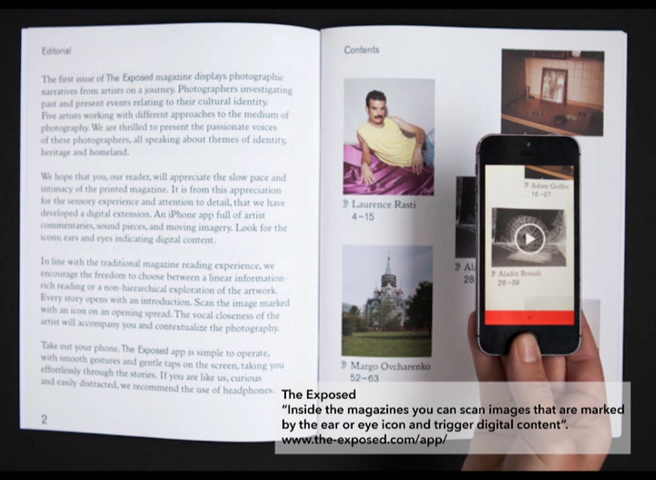 Editorial
The first issue of The Exposed magazine displays photographic
narratives from artists on a journey. Photographers investigating
past and present events relating to their cultural identity.
Five artists working with different approaches to the medium of
photography. We are thrilled to present the passionate voices
of these photographers, all speaking about themes of identity,
heritage and homeland.
We hope that you, our reader, will appreciate the slow pace and
intimacy of the printed magazine. It is from this appreciation
for the sensory experience and attention to detail, that we have
developed a digital extension. An iPhone app full of artist
commentaries, sound pieces, and moving imagery. Look for the
icons; ears and eyes indicating digital content.
In line with the traditional magazine reading experience, we
encourage the freedom to choose between a linear information-
rich reading or a non-hierarchical exploration of the artwork.
Every story opens with an introduction. Scan the image marked
with an icon on an opening spread. The vocal closeness of the
artist will accompany you and contextualize the photography.
Take out your phone. The Exposed app is simple to operate,
with smooth gestures and gentle taps on the screen, taking you
effortlessly through the stories. If you are like us, curious
and easily distracted, we recommend the use of headphones.
2
Contents
Laurence Rasti
4–15
Margo Ovcharenko
52–63
28
Adam Golfer
16–27
Aladin Borioli
28–39
The Exposed
“Inside the magazines you can scan images that are marked
by the ear or eye icon and trigger digital content”.
www.the-exposed.com/app/